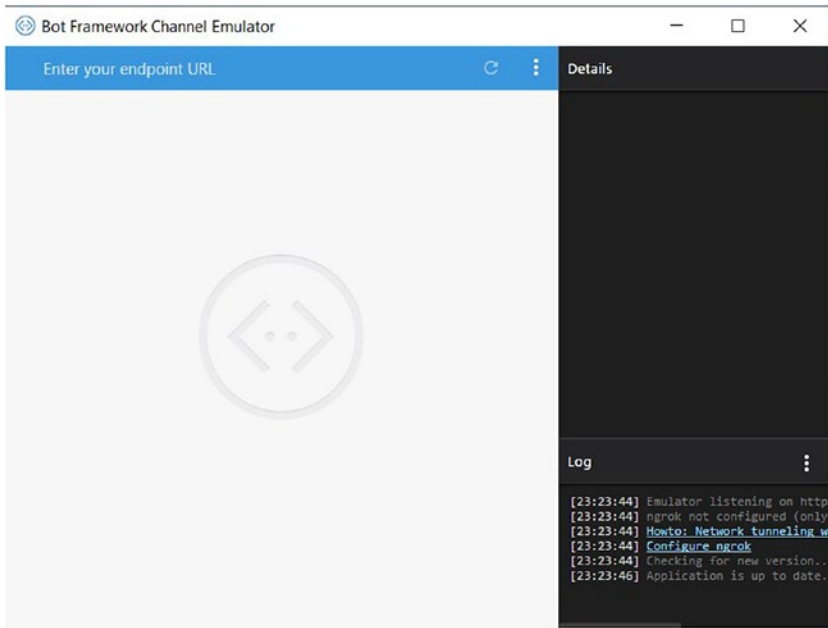 Bot Framework Channel Emulator
Enter your endpoint URL
Details
Log
[23:23:44] Emulator listening on http
[23:23:44] ngrok not configured (only
[23:23:44] Howto: Network tunneling w
[23:23:44] Configure ngrok
[23:23:44] Checking for new version..
[23:23:46] Application is up to date.